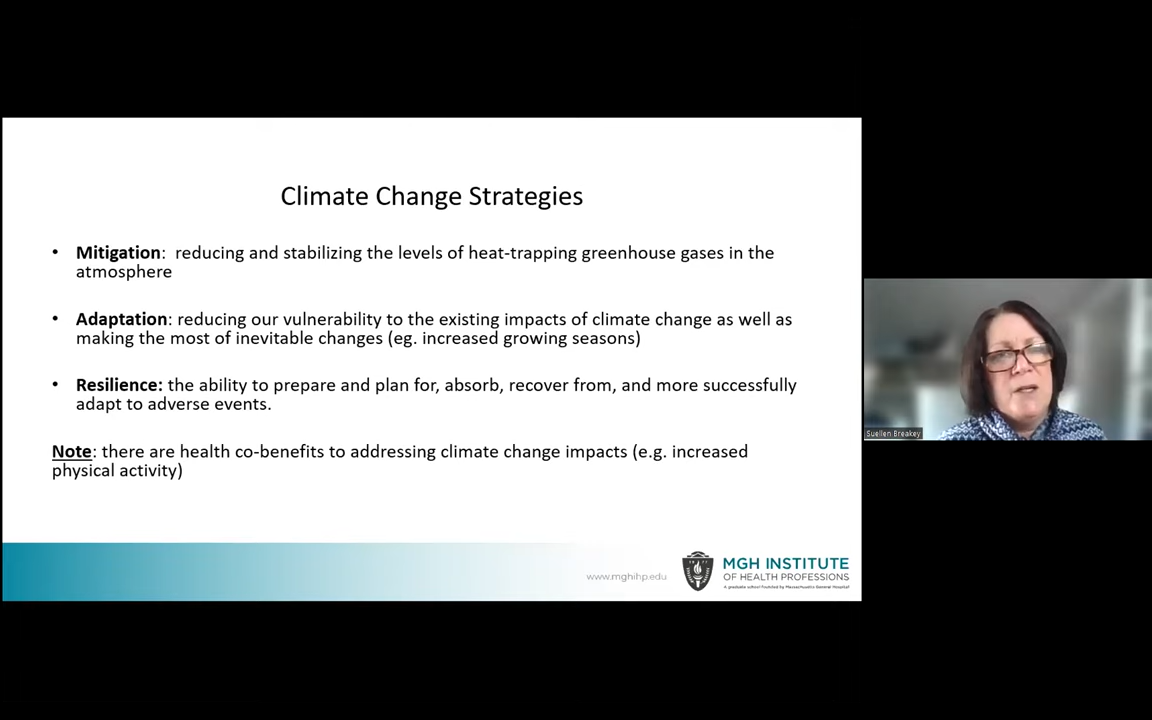 Climate Change Strategies
• Mitigation:  reducing and stabilizing the levels of heat-trapping greenhouse gases in the
atmosphere
• Adaptation: reducing our vulnerability to the existing impacts of climate change as well as
making the most of inevitable changes (eg. increased growing seasons)
• Resilience: the ability to prepare and plan for, absorb, recover from, and more successfully
adapt to adverse events.
Note: there are health co-benefits to addressing climate change impacts (e.g. increased
physical activity)
www.mghihp.edu
MGH INSTITUTE
OF HEALTH PROFESSIONS
A graduate school founded by Massachusetts General Hospital
Suellen Breakey